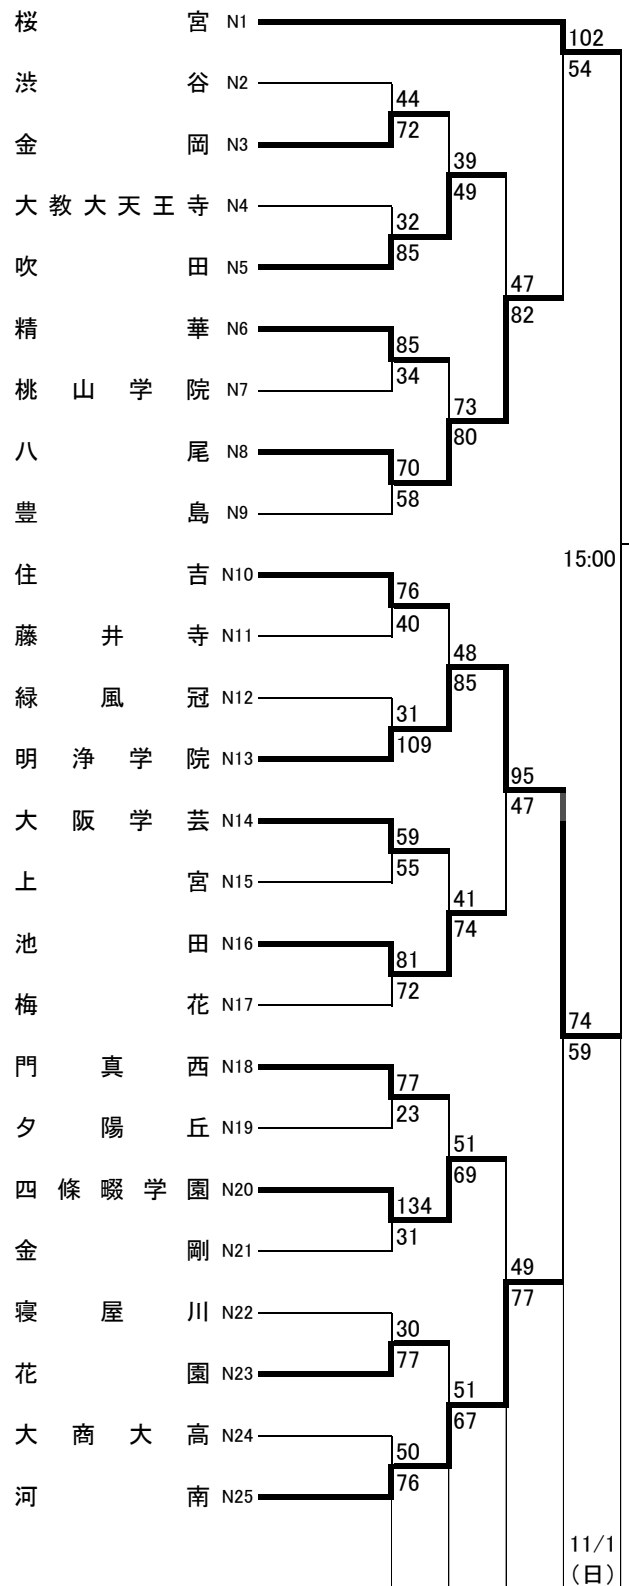 桜宮 N1
102
54
渋谷 N2
44
72
金岡 N3
39
49
大教大天王寺 N4
32
85
吹田 N5
47
82
精華 N6
85
34
桃山学院 N7
73
80
八尾 N8
70
58
豊島 N9
15:00
住吉 N10
76
40
藤井寺 N11
48
85
緑風冠 N12
31
109
明浄学院 N13
95
47
大阪学芸 N14
59
55
上宮 N15
41
74
池田 N16
81
72
梅花 N17
74
59
門真西 N18
77
23
夕陽丘 N19
51
69
四條畷学園 N20
134
31
金剛 N21
49
77
寝屋川 N22
30
77
花園 N23
51
67
大商大高 N24
50
76
河南 N25
11/1
(日)